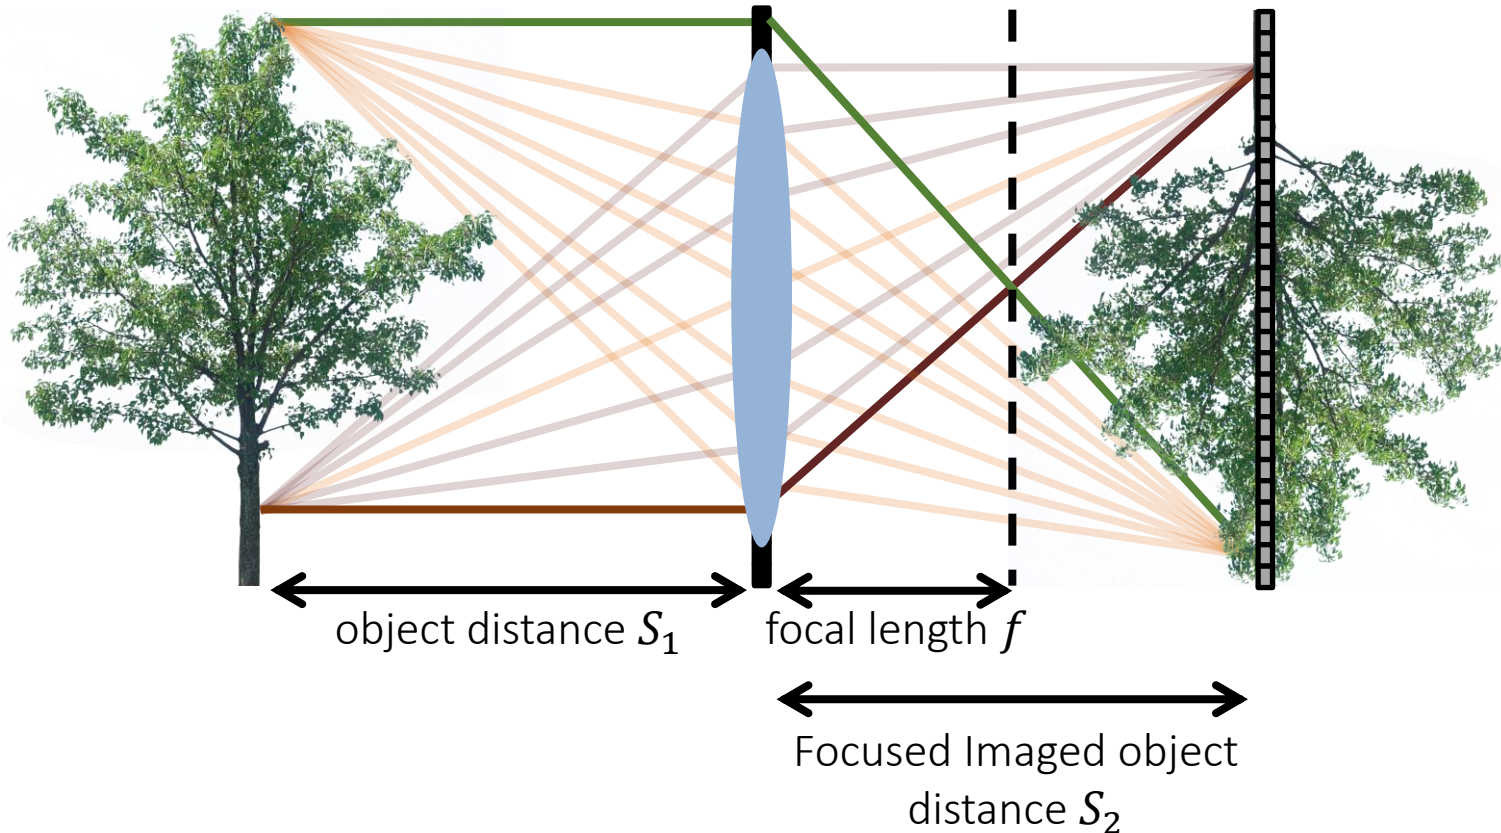 object distance S₁
focal length f
Focused Imaged object
distance S₂